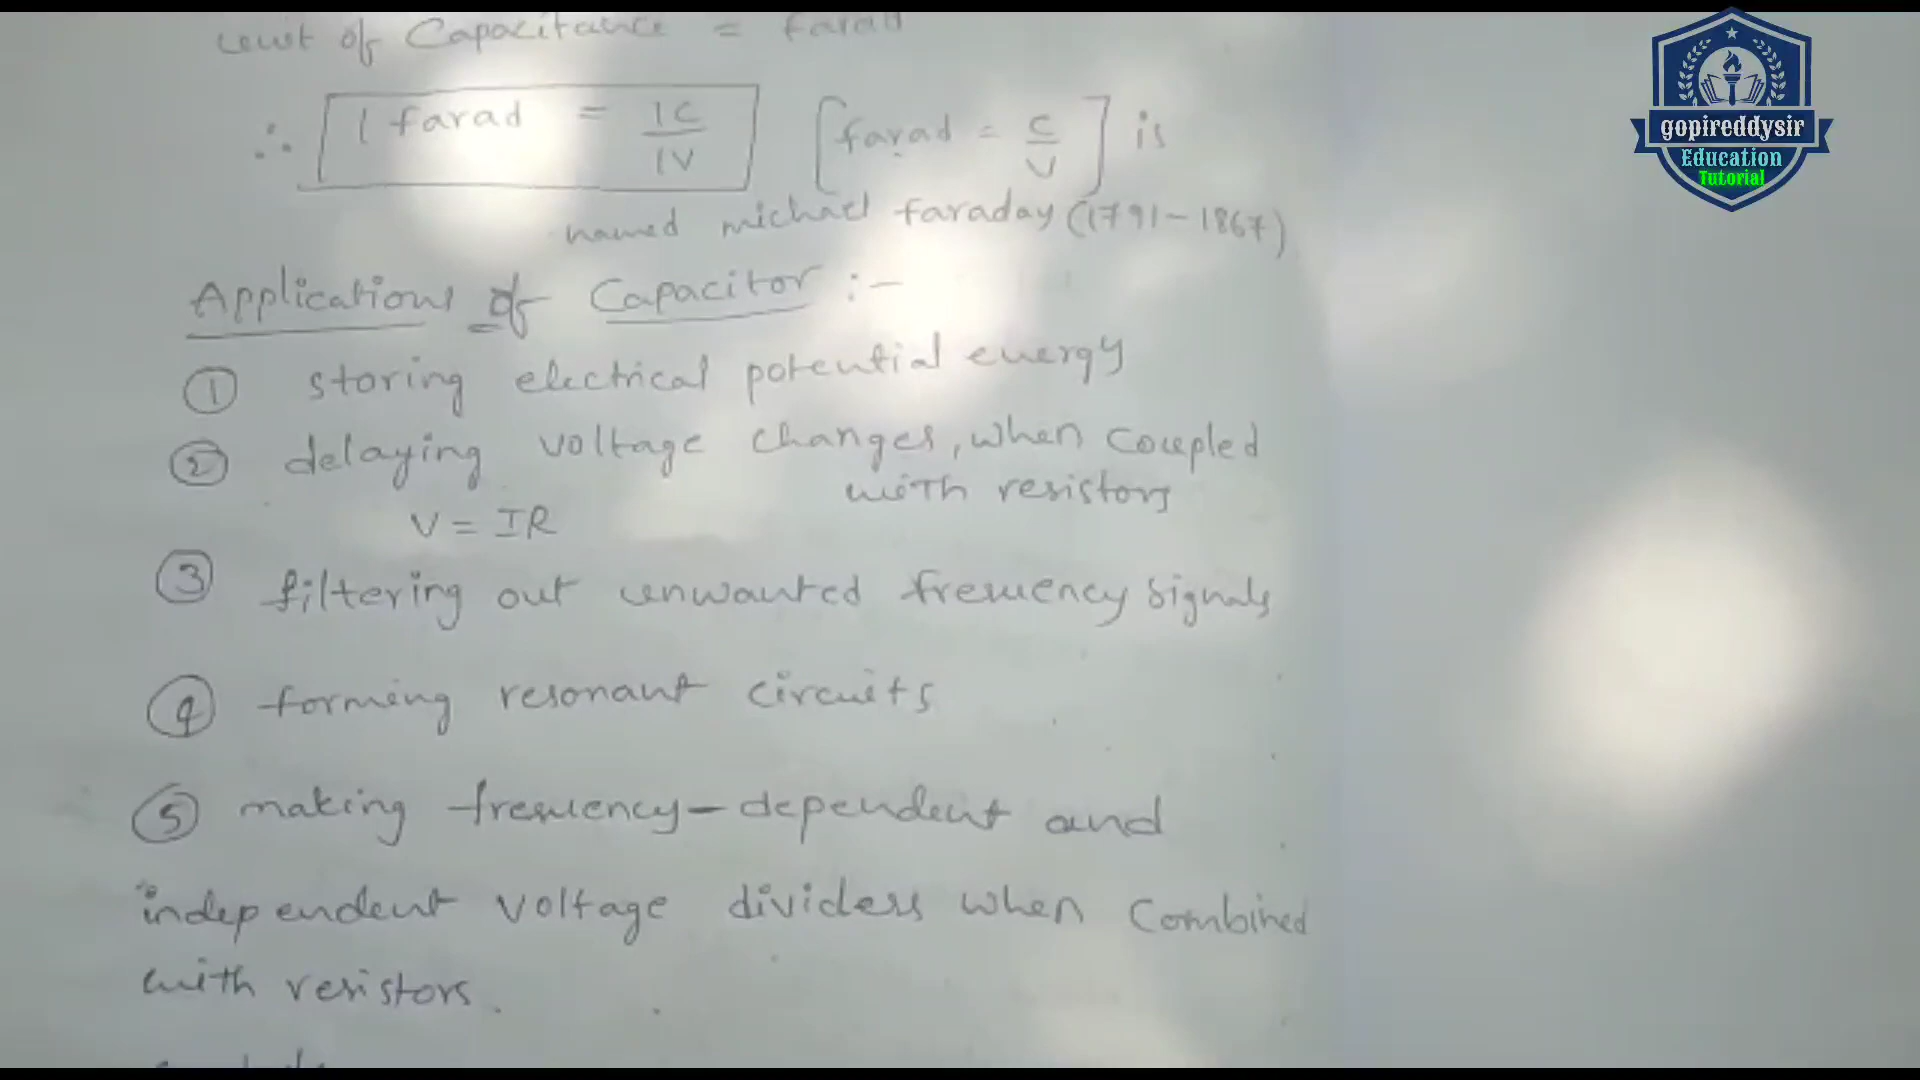 unit of Capacitance = farad
∴ 1 farad = 1C/1V [farad = C/V] is
named michael faraday (1791-1867)
Applications of Capacitor :-
① storing electrical potential energy
② delaying voltage changes, when coupled
with resistors
V = IR
③ filtering out unwanted frequency signals
④ forming resonant circuits
⑤ making frequency-dependent and
independent voltage dividers when combined
with resistors.
gopireddysir
Education
Tutorial